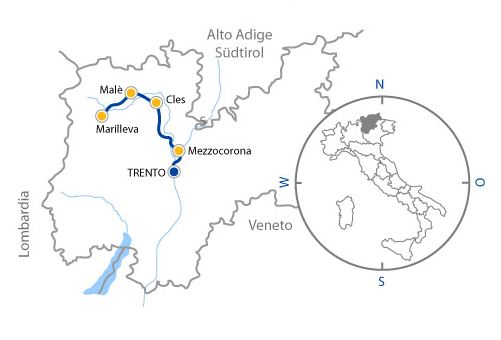 Alto Adige
Südtirol
Malè
Cles
Marilleva
Mezzocorona
TRENTO
Lombardia
Veneto
N
W
O
S